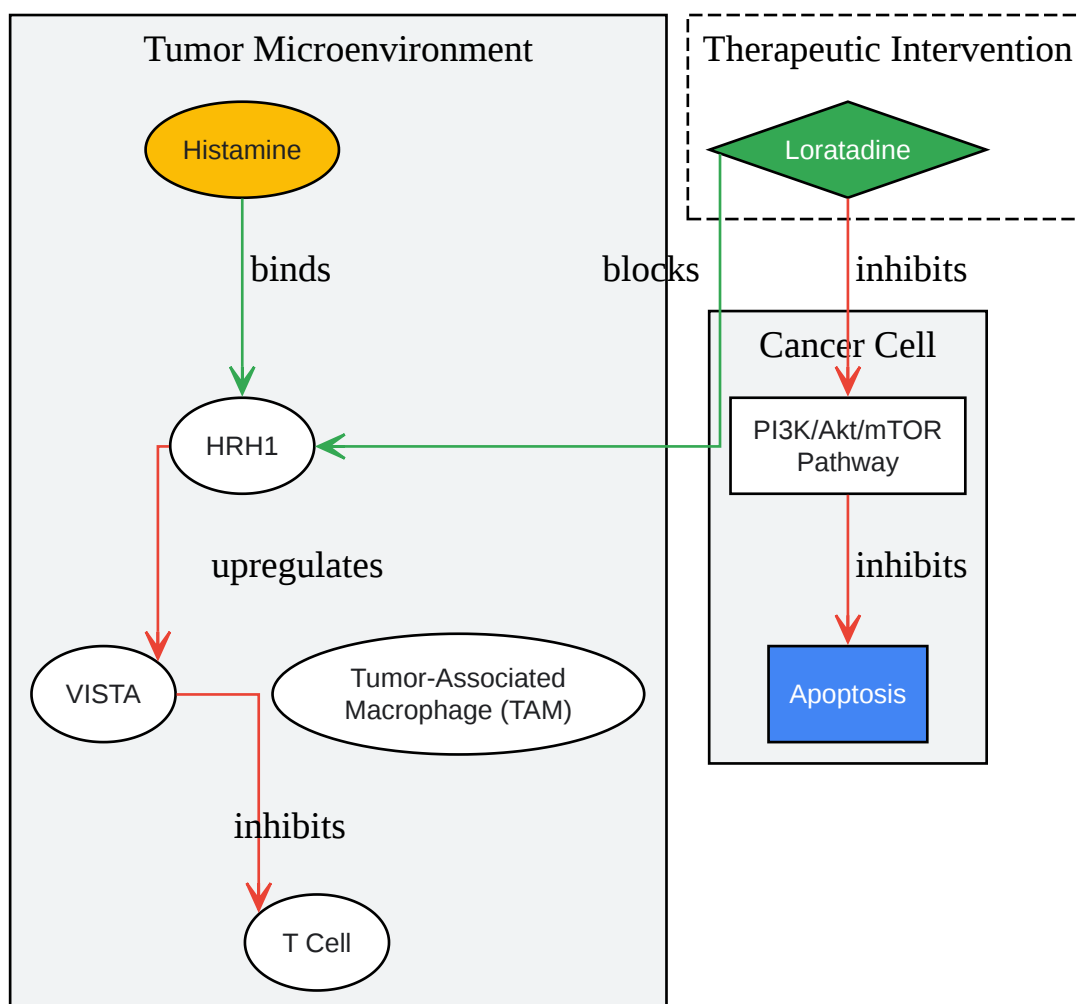 Tumor Microenvironment
Therapeutic Intervention
Histamine
Loratadine
binds
blocks
inhibits
Cancer Cell
HRH1
PI3K/Akt/mTOR
Pathway
upregulates
inhibits
VISTA
Tumor-Associated
Macrophage (TAM)
Apoptosis
inhibits
T Cell